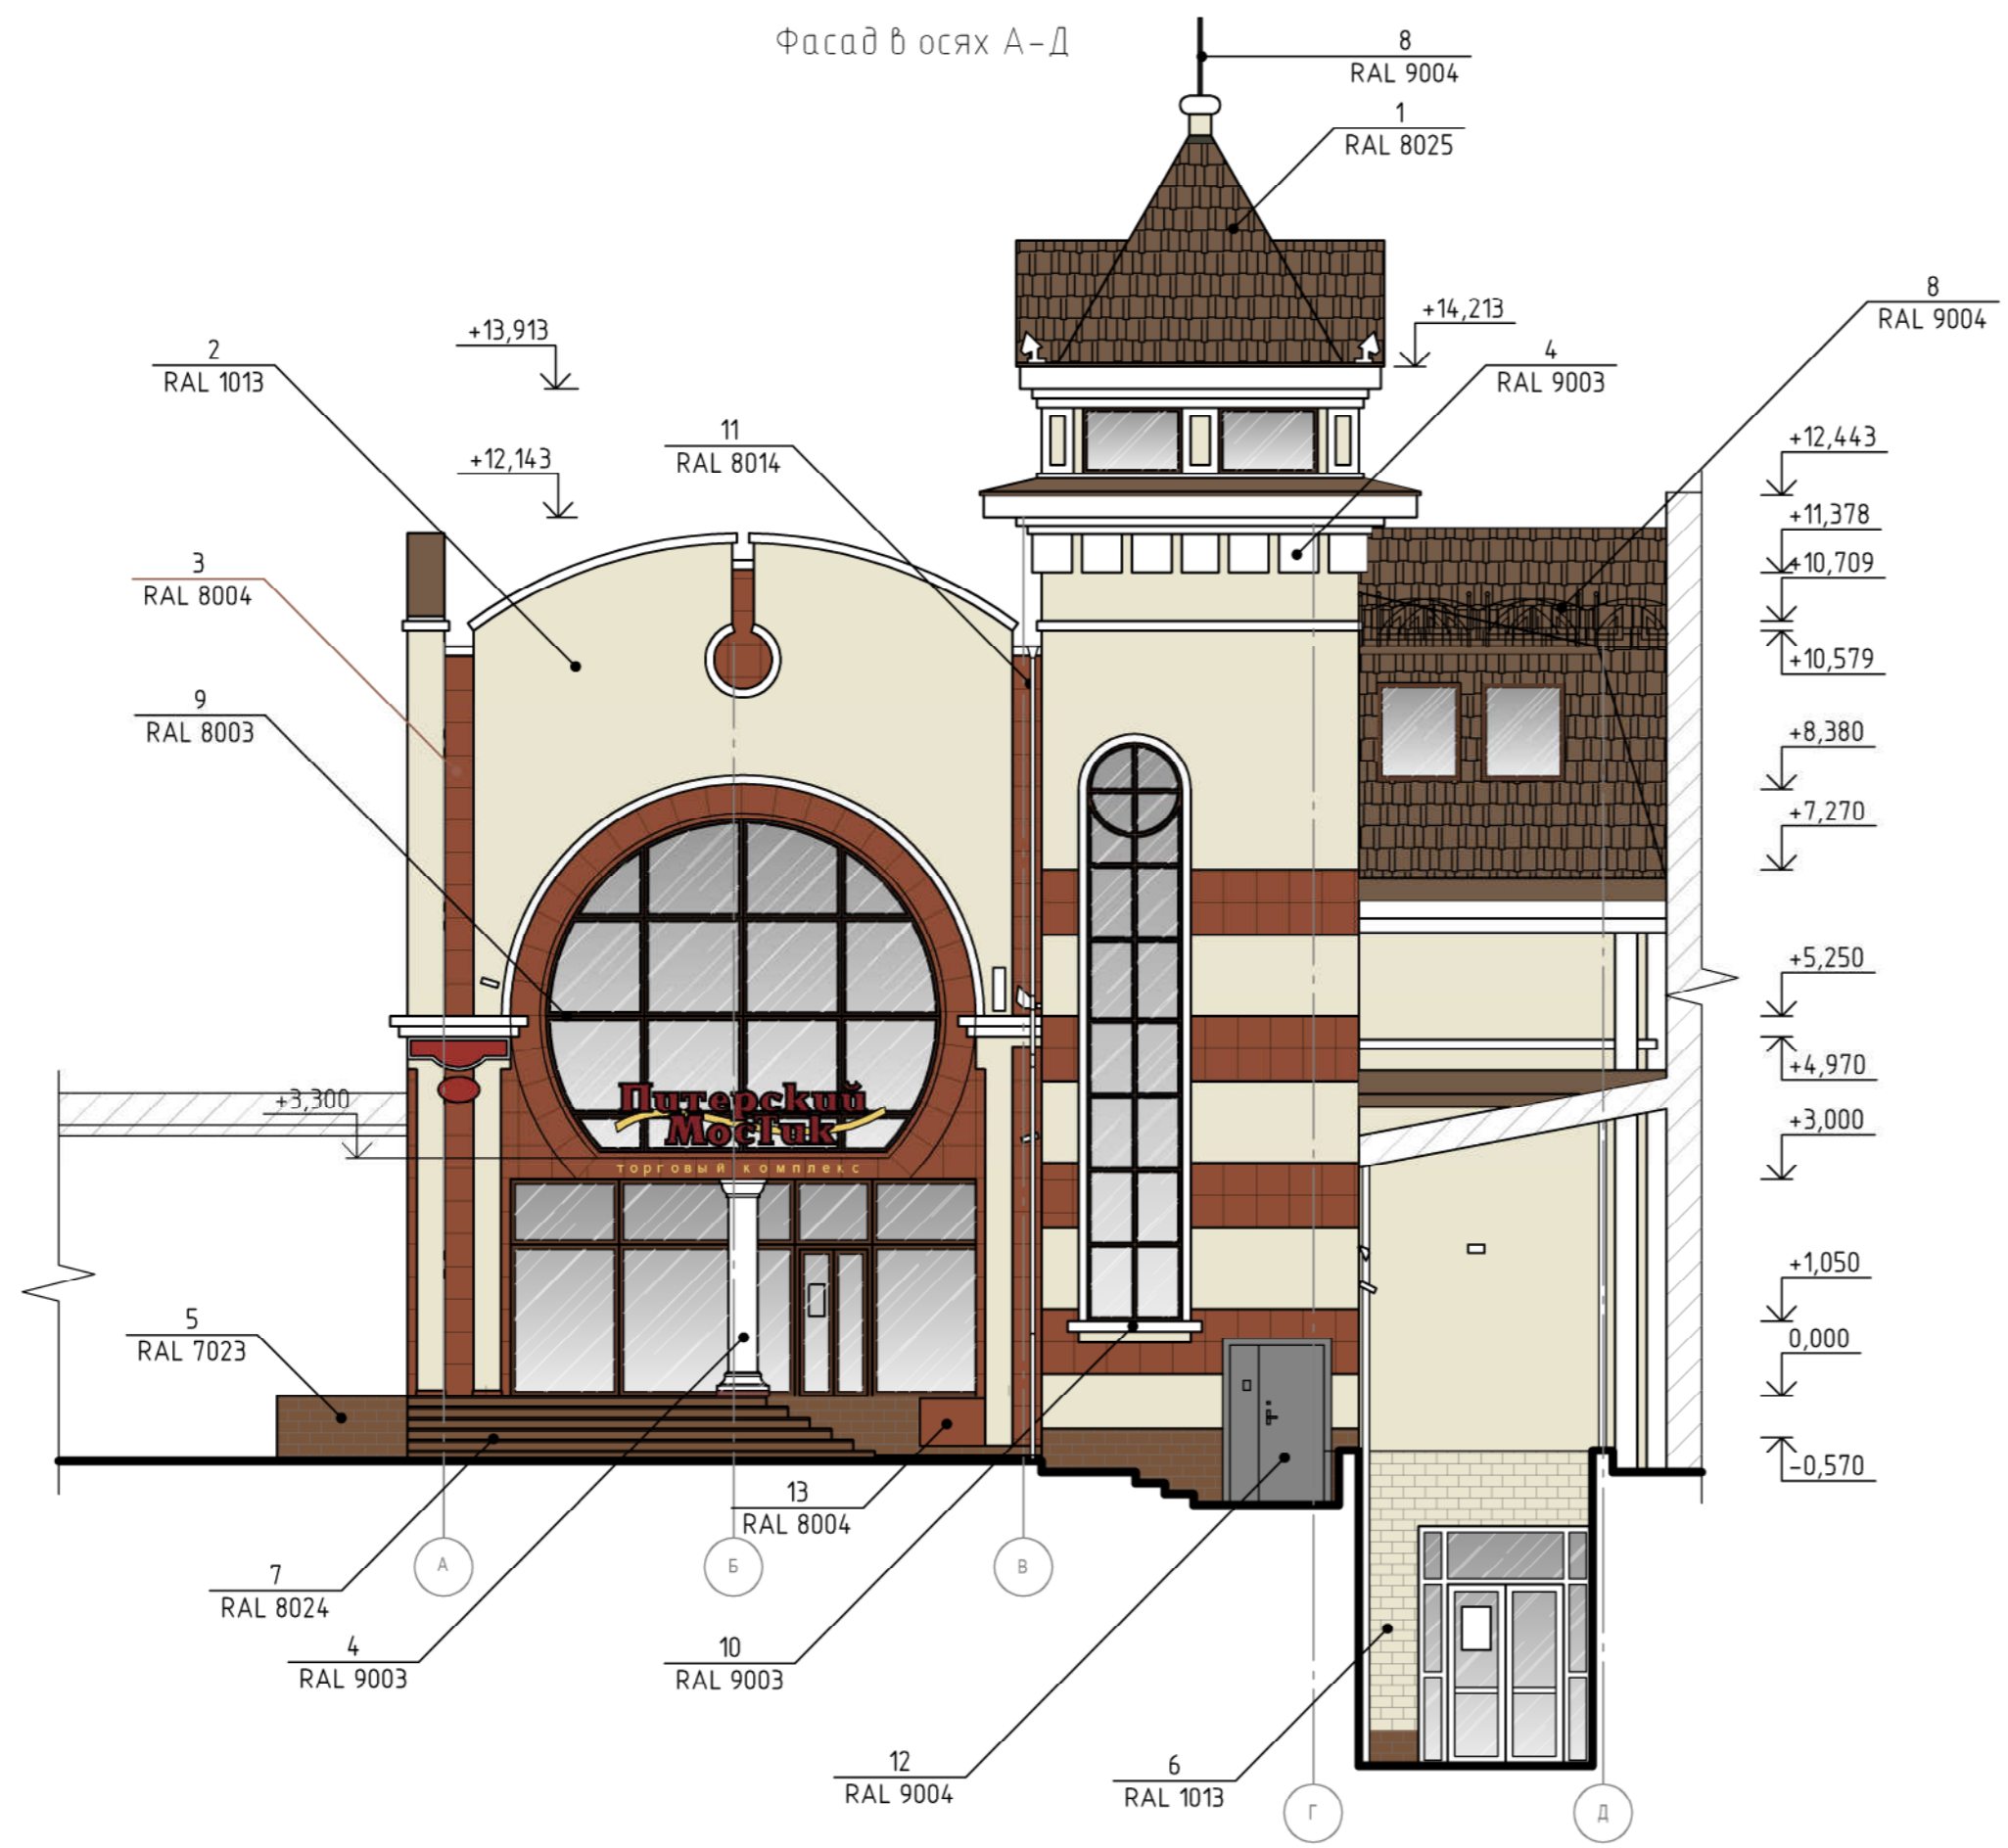 Фасад в осях А-Д
8
RAL 9004
1
RAL 8025
8
RAL 9004
+14,213
+13,913
2
RAL 1013
4
RAL 9003
11
RAL 8014
+12,443
+12,143
+11,378
3
RAL 8004
+10,709
+10,579
9
RAL 8003
+8,380
+7,270
+5,250
+4,970
+3,300
Питерский
МосТик
+3,000
торговый комплекс
+1,050
5
RAL 7023
0,000
-0,570
13
RAL 8004
А
Б
В
7
RAL 8024
4
RAL 9003
10
RAL 9003
12
RAL 9004
6
RAL 1013
Г
Д